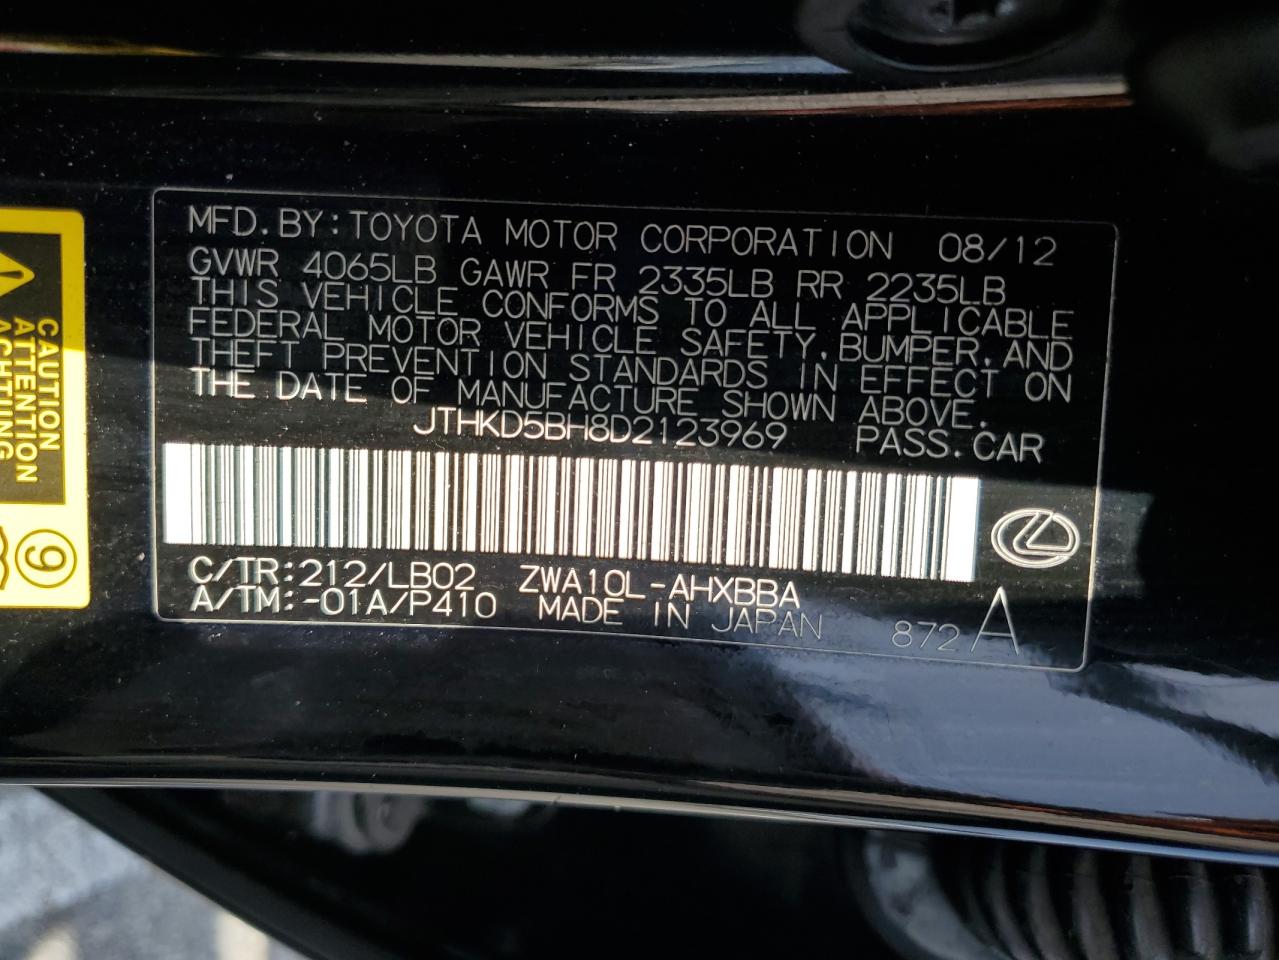 MFD.BY:TOYOTA MOTOR CORPORATION 08/12
GVWR 4065LB GAWR FR 2335LB RR 2235LB
THIS VEHICLE CONFORMS TO ALL APPLICABLE
FEDERAL MOTOR VEHICLE SAFETY,BUMPER,AND
THEFT PREVENTION STANDARDS IN EFFECT ON
THE DATE OF MANUFACTURE SHOWN ABOVE.
JTHKD5BH8D2123969 PASS.CAR
C/TR:212/LB02 ZWA10L-AHXBBA
A/TM:-01A/P410 MADE IN JAPAN 872 A
CAUTION
ATTENTION
ACHTUNG
9